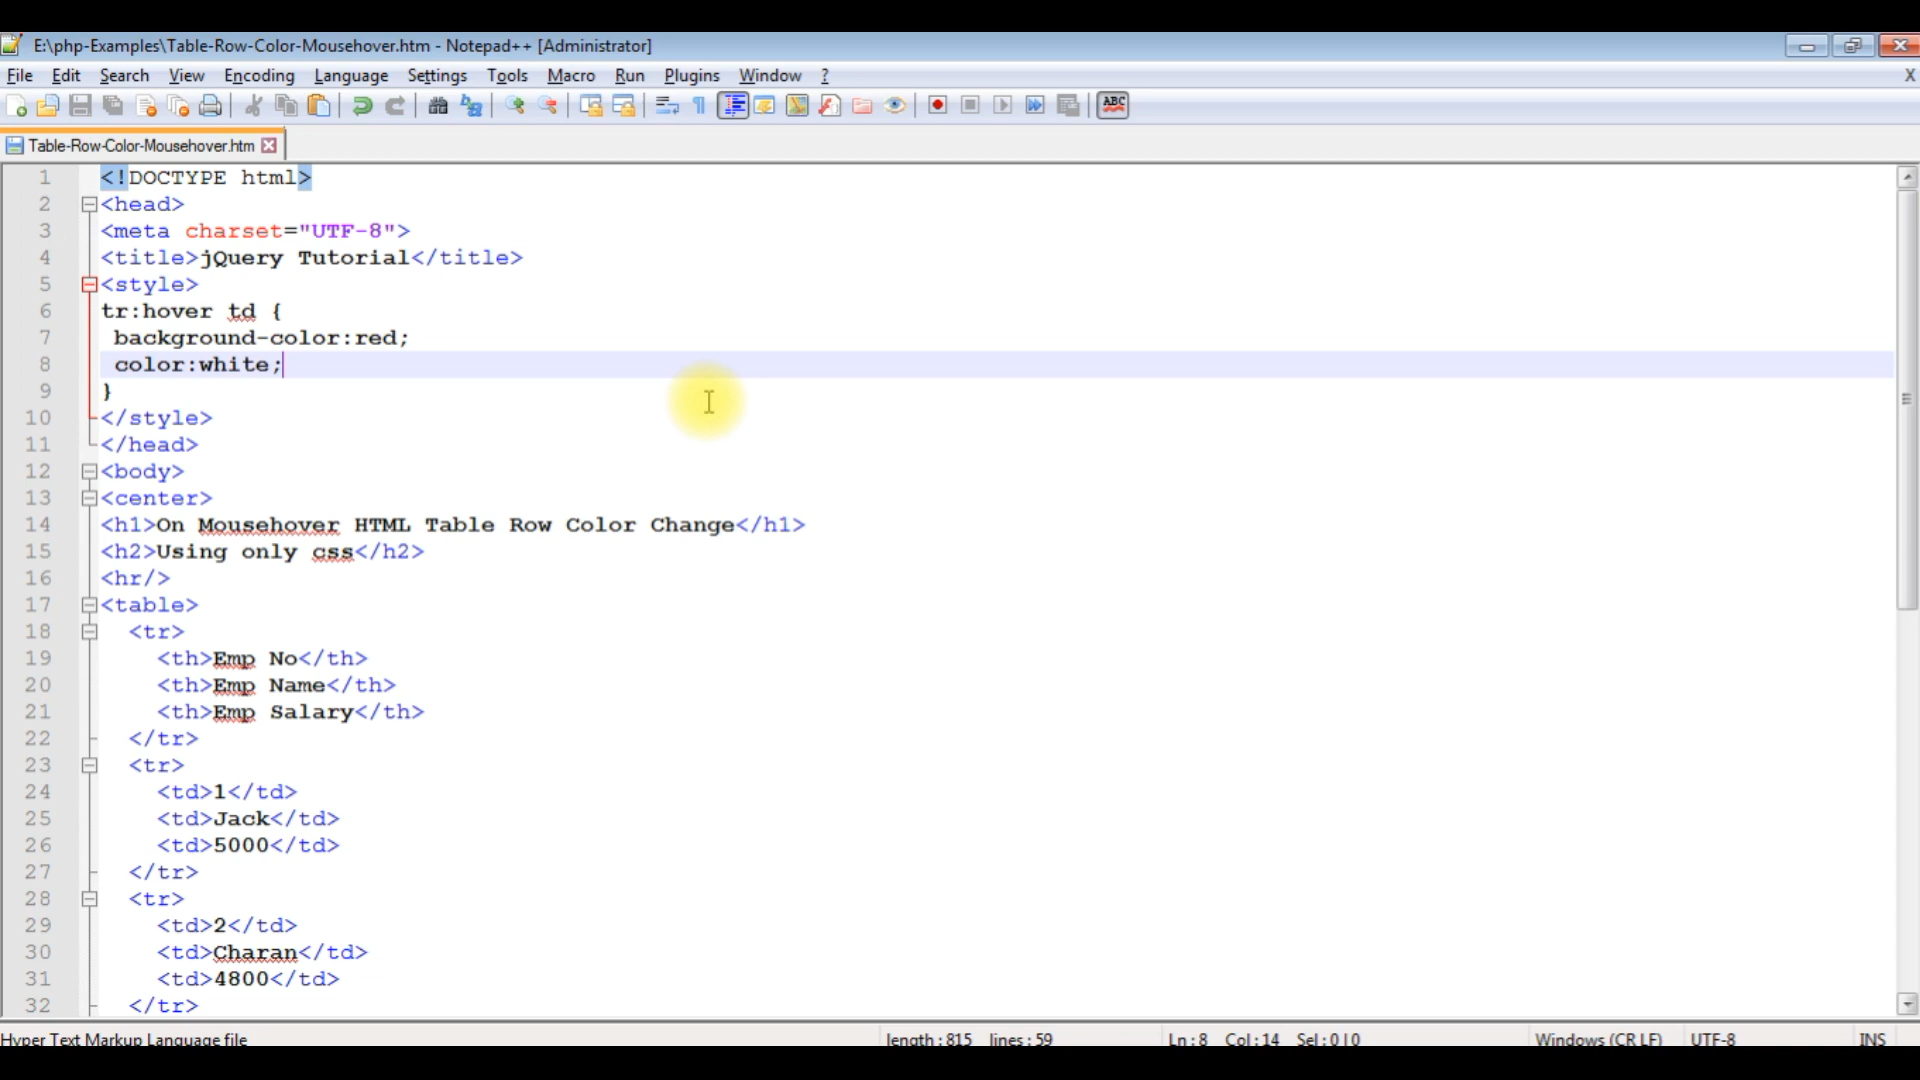 E:\php-Examples\Table-Row-Color-Mousehover.htm - Notepad++ [Administrator]
File Edit Search View Encoding Language Settings Tools Macro Run Plugins Window ? X
ABC
Table-Row-Color-Mousehover.htm
1 <!DOCTYPE html>
2 <head>
3 <meta charset="UTF-8">
4 <title>jQuery Tutorial</title>
5 <style>
6 tr:hover td {
7 background-color:red;
8 color:white;
9 }
10 </style>
11 </head>
12 <body>
13 <center>
14 <h1>On Mousehover HTML Table Row Color Change</h1>
15 <h2>Using only css</h2>
16 <hr/>
17 <table>
18 <tr>
19 <th>Emp No</th>
20 <th>Emp Name</th>
21 <th>Emp Salary</th>
22 </tr>
23 <tr>
24 <td>1</td>
25 <td>Jack</td>
26 <td>5000</td>
27 </tr>
28 <tr>
29 <td>2</td>
30 <td>Charan</td>
31 <td>4800</td>
32 </tr>
Hyper Text Markup Language file length : 815 lines : 59 Ln : 8 Col : 14 Sel : 0 | 0 Windows (CR LF) UTF-8 INS